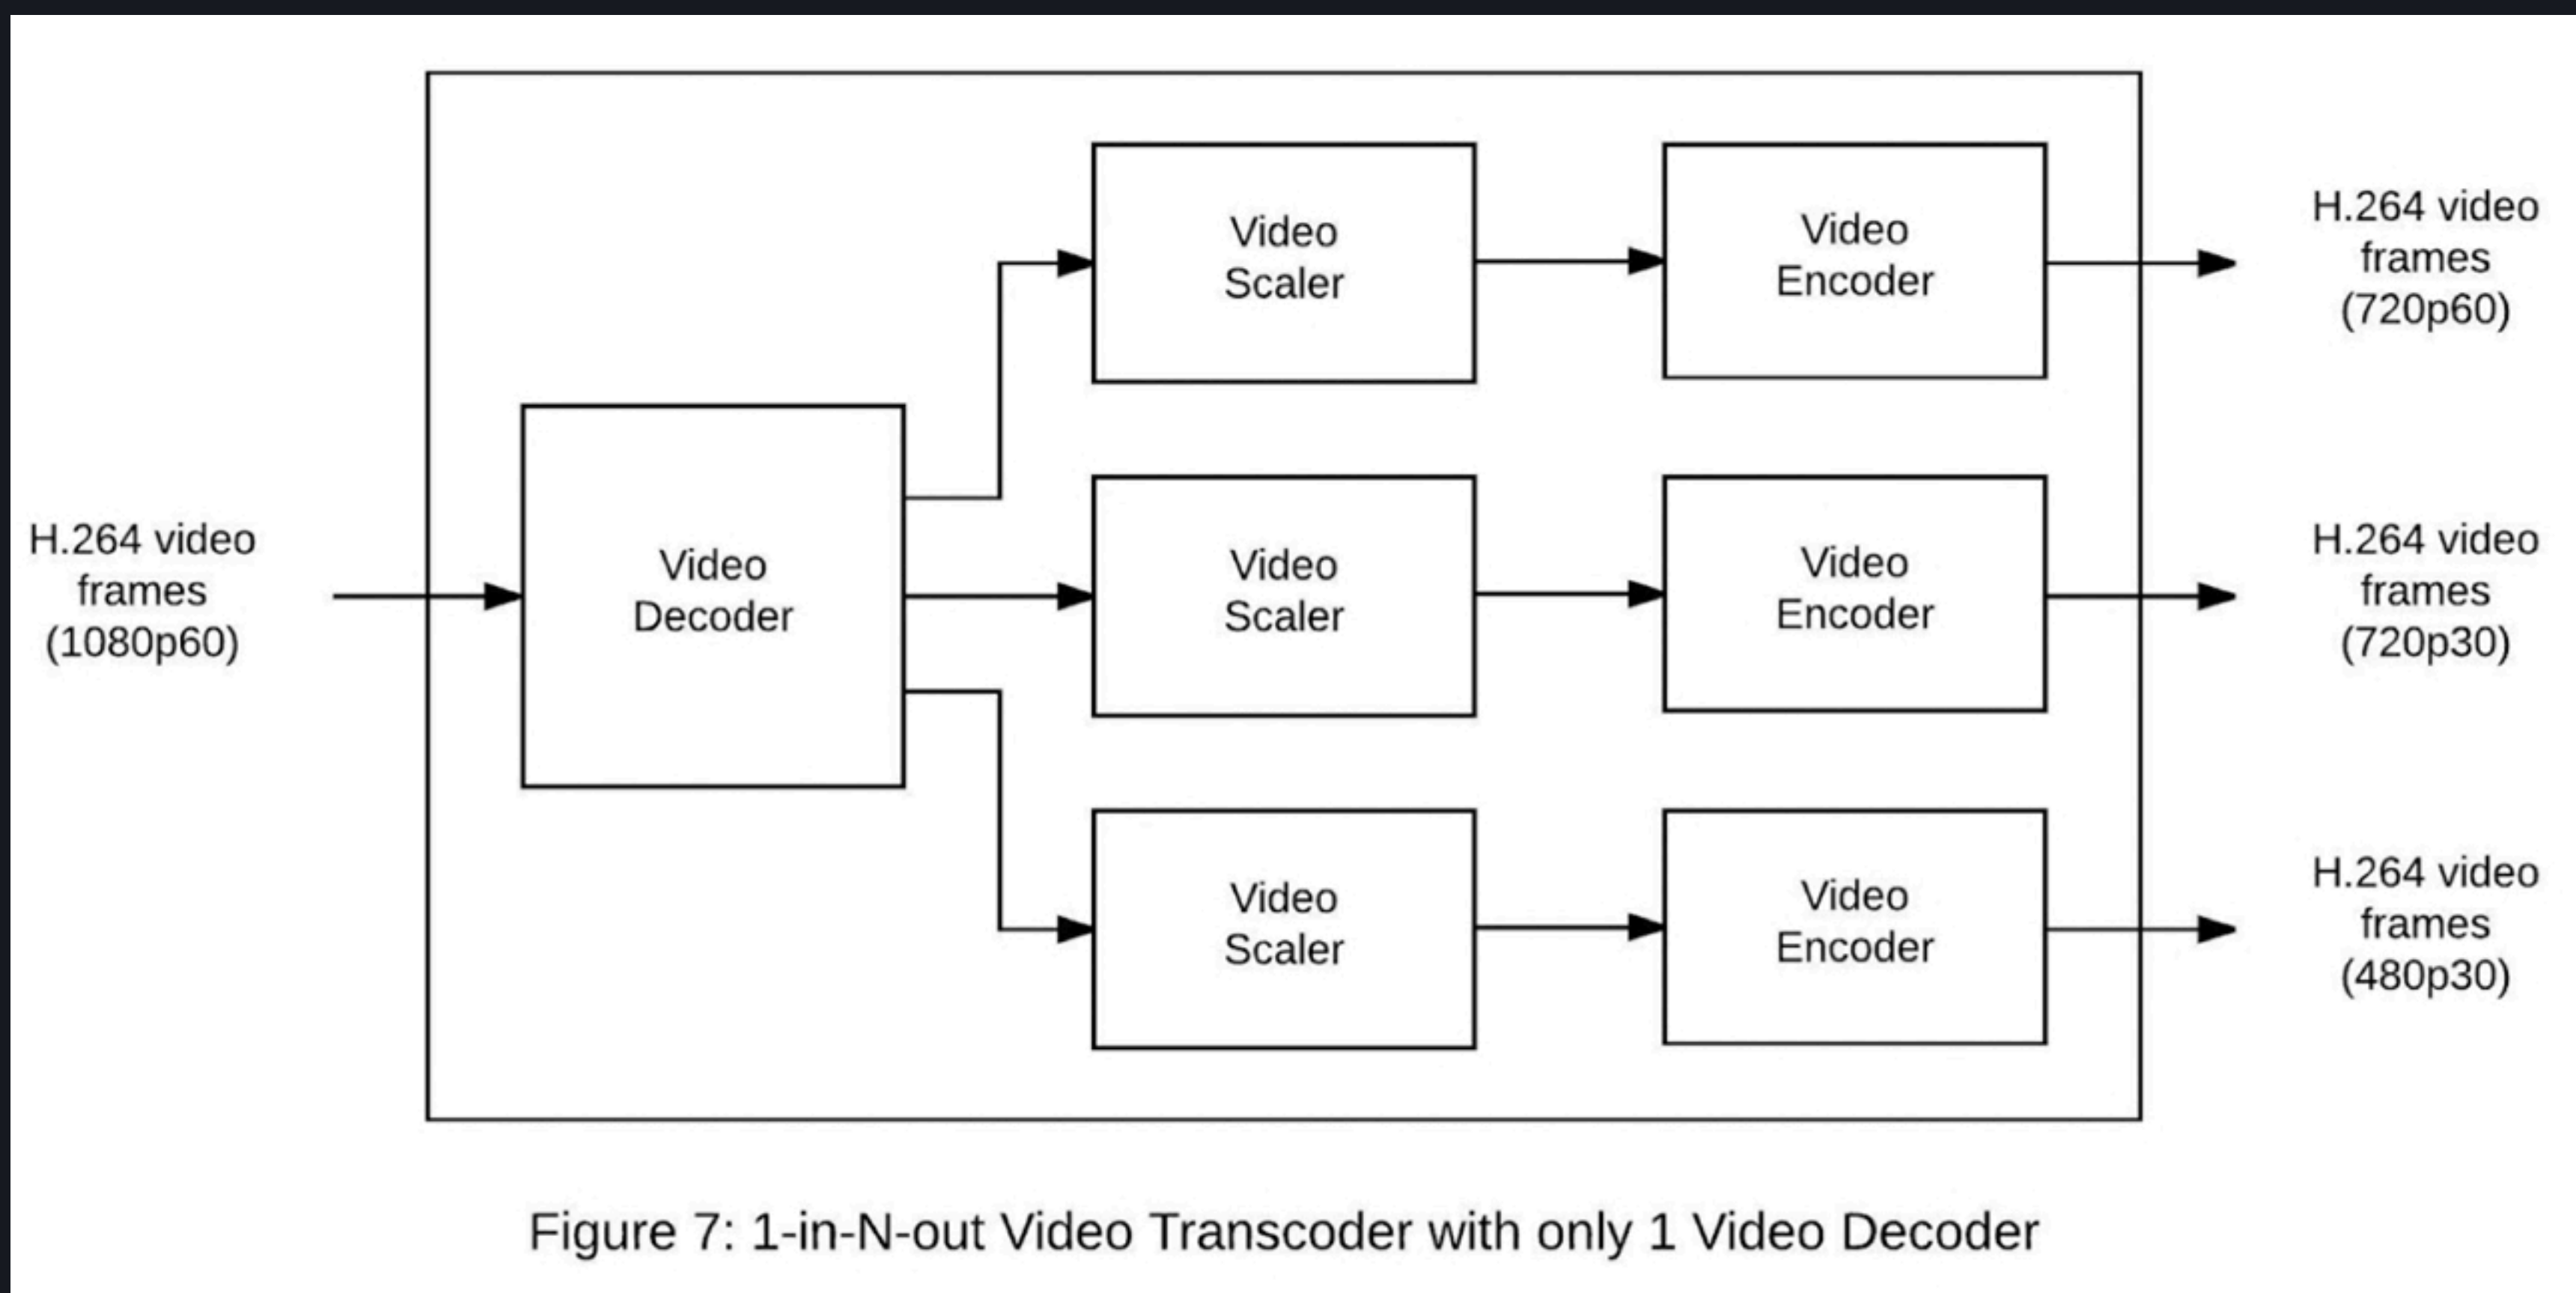 H.264 video
frames
(1080p60)
Video
Decoder
Video
Scaler
Video
Encoder
H.264 video
frames
(720p60)
Video
Scaler
Video
Encoder
H.264 video
frames
(720p30)
Video
Scaler
Video
Encoder
H.264 video
frames
(480p30)
Figure 7: 1-in-N-out Video Transcoder with only 1 Video Decoder